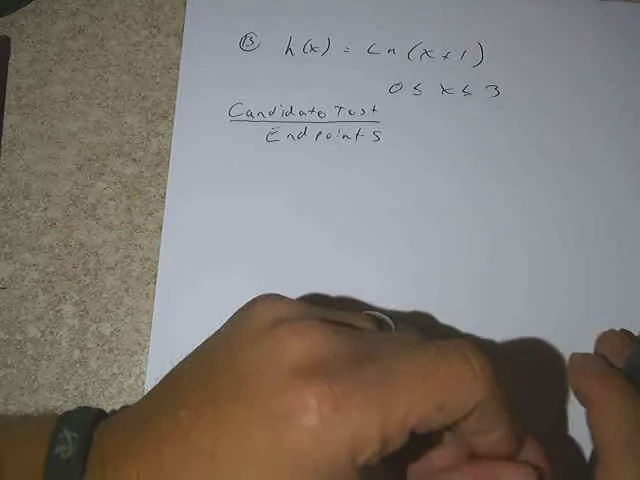 ⑬ h(x) = Ln(x+1)
0 ≤ x ≤ 3
Candidate Test
Endpoints